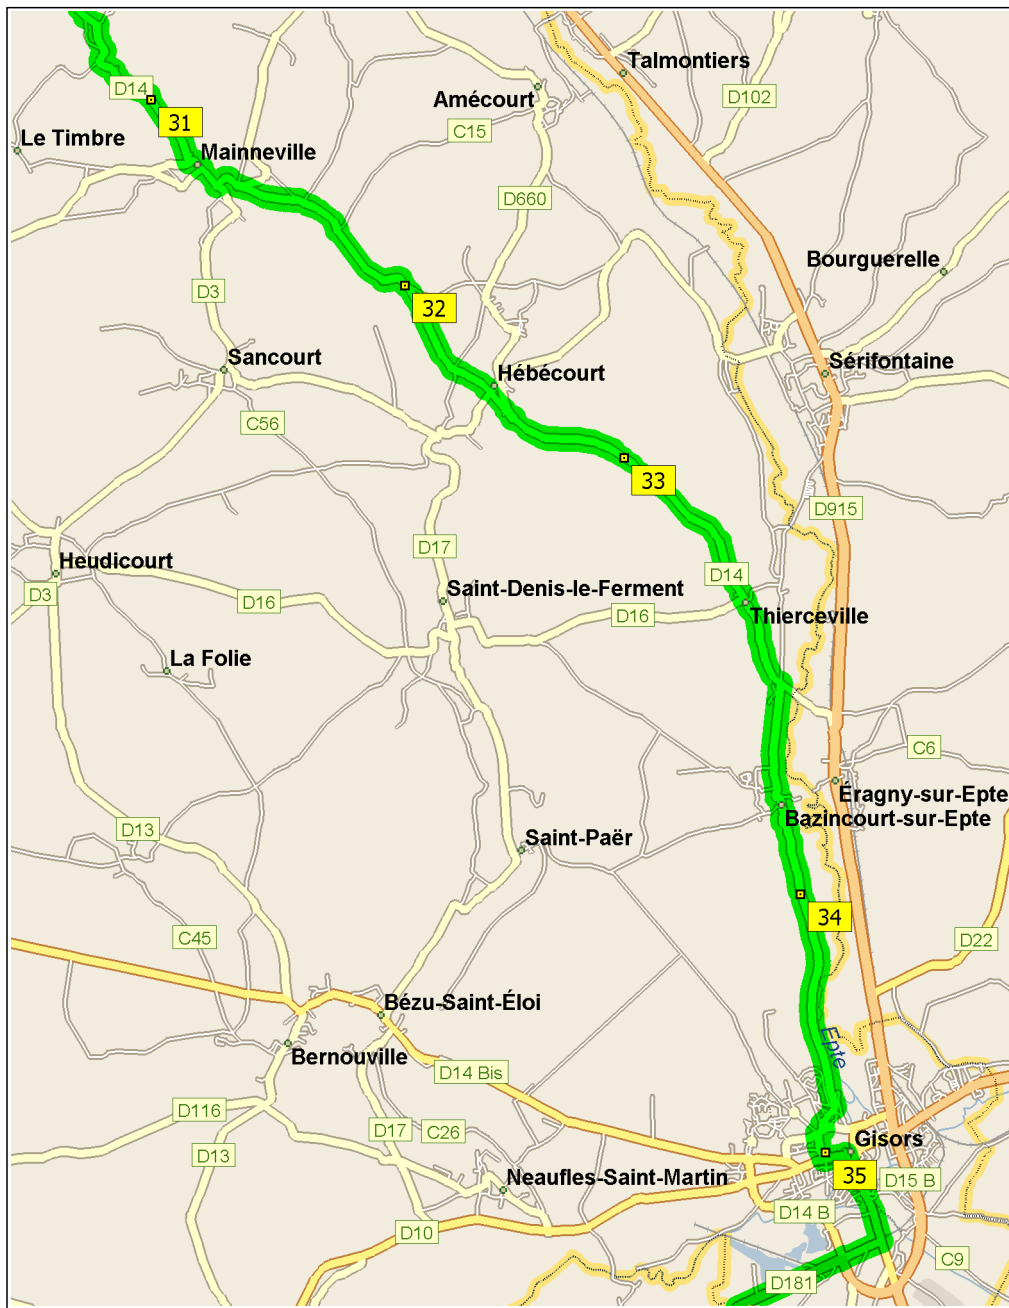 Talmontiers
D14
Amécourt
D102
31
C15
Le Timbre
Mainneville
D660
Bourguerelle
D3
32
Sancourt
Sérifontaine
Hébécourt
C56
33
D915
D17
Heudicourt
D14
D3
Saint-Denis-le-Ferment
D16
D16
Thierceville
La Folie
C6
Éragny-sur-Epte
Bazincourt-sur-Epte
D13
Saint-Paër
34
C45
D22
Bézu-Saint-Éloi
Epte
Bernouville
D14 Bis
D116
D17
C26
Gisors
D13
Neaufles-Saint-Martin
35
D15 B
D14 B
D10
C9
D181